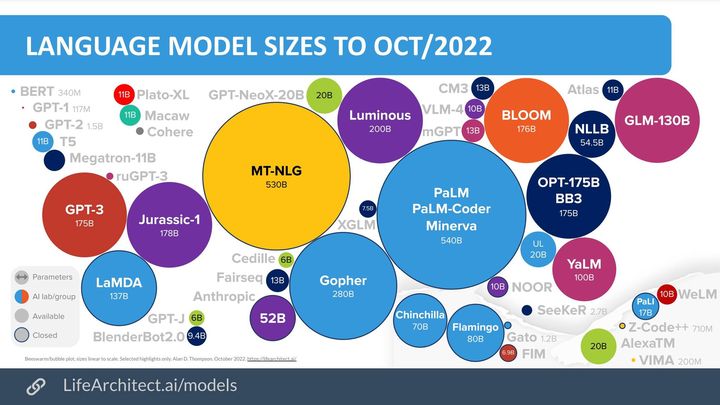 LANGUAGE MODEL SIZES TO OCT/2022
BERT 340M
GPT-1 117M
GPT-2 1.5B
11B T5
Megatron-11B
ruGPT-3
11B Plato-XL
11B Macaw
Cohere
GPT-NeoX-20B 20B
Luminous
200B
CM3 13B
VLM-4 10B
mGPT 13B
BLOOM
176B
Atlas 11B
NLLB
54.5B
GLM-130B
MT-NLG
530B
GPT-3
175B
Jurassic-1
178B
7.5B
XGLM
PaLM
PaLM-Coder
Minerva
540B
OPT-175B
BB3
175B
UL
20B
YaLM
100B
LaMDA
137B
Cedille 6B
Fairseq 13B
Anthropic
52B
Gopher
280B
GPT-J 6B
BlenderBot2.0 9.4B
Chinchilla
70B
Flamingo
80B
10B NOOR
SeeKeR 2.7B
Gato 1.2B
6.9B FIM
PaLI
17B
10B WeLM
Z-Code++ 710M
20B AlexaTM
VIMA 200M
Parameters
AI lab/group
Available
Closed
Beeswarm/bubble plot, sizes linear to scale. Selected highlights only. Alan D. Thompson. October 2022. https://lifearchitect.ai/
LifeArchitect.ai/models